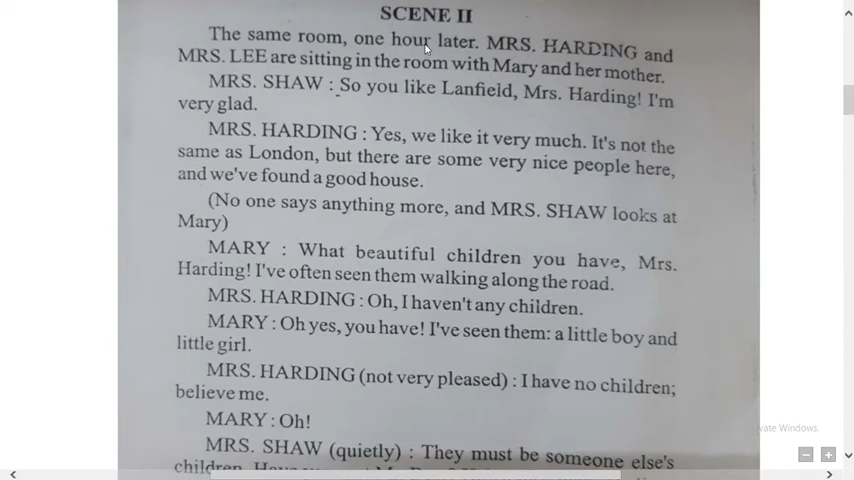 SCENE II
The same room, one hour later. MRS. HARDING and
MRS. LEE are sitting in the room with Mary and her mother.
MRS. SHAW : So you like Lanfield, Mrs. Harding! I'm
very glad.
MRS. HARDING : Yes, we like it very much. It's not the
same as London, but there are some very nice people here,
and we've found a good house.
(No one says anything more, and MRS. SHAW looks at
Mary)
MARY : What beautiful children you have, Mrs.
Harding! I've often seen them walking along the road.
MRS. HARDING : Oh, I haven't any children.
MARY : Oh yes, you have! I've seen them: a little boy and
little girl.
MRS. HARDING (not very pleased) : I have no children;
believe me.
MARY : Oh!
MRS. SHAW (quietly) : They must be someone else's
children. Have
vate Windows.